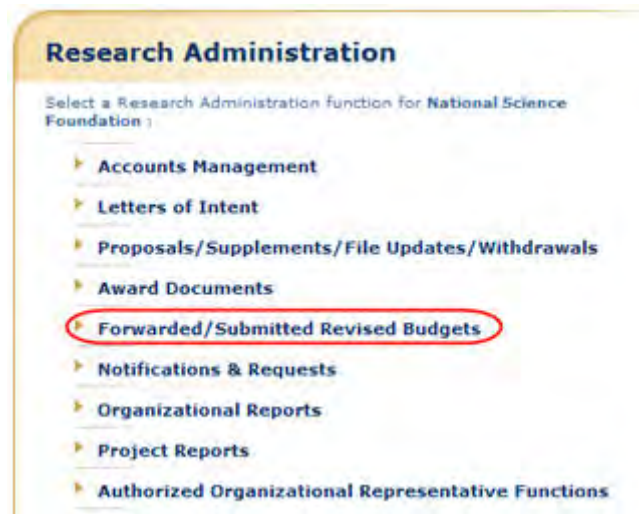 Research Administration
Select a Research Administration function for National Science
Foundation :
Accounts Management
Letters of Intent
Proposals/Supplements/File Updates/Withdrawals
Award Documents
Forwarded/Submitted Revised Budgets
Notifications & Requests
Organizational Reports
Project Reports
Authorized Organizational Representative Functions